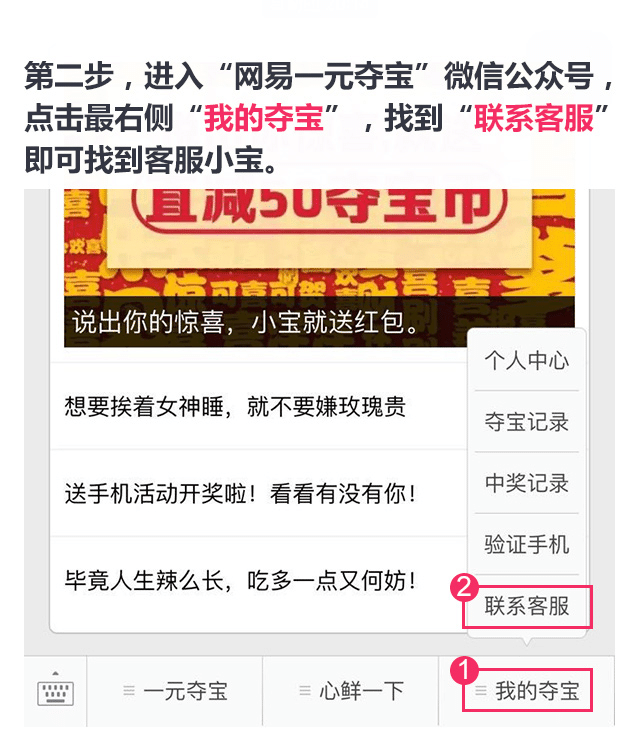 第二步，进入“网易一元夺宝”微信公众号，
点击最右侧“我的夺宝”，找到“联系客服”
即可找到客服小宝。
直减50夺宝币
说出你的惊喜，小宝就送红包。
个人中心
想要挨着女神睡，就不要嫌玫瑰贵
夺宝记录
中奖记录
送手机活动开奖啦！看看有没有你！
验证手机
毕竟人生辣么长，吃多一点又何妨！
2
联系客服
1
一元夺宝
心鲜一下
我的夺宝